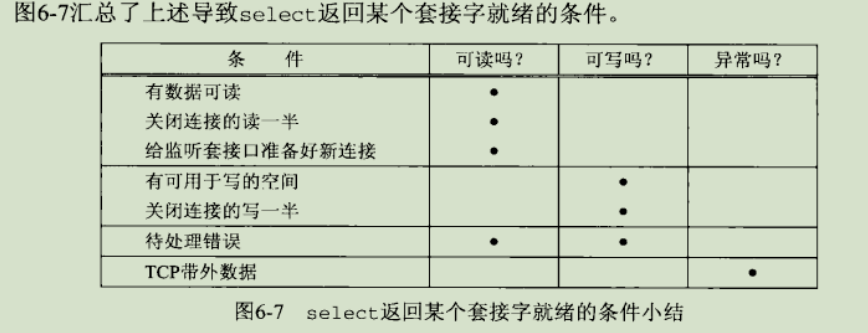 图6-7汇总了上述导致select返回某个套接字就绪的条件。
条 件 可读吗? 可写吗? 异常吗?
有数据可读 •
关闭连接的读一半 •
给监听套接口准备好新连接 •
有可用于写的空间 •
关闭连接的写一半 •
待处理错误 • •
TCP带外数据 •
图6-7 select返回某个套接字就绪的条件小结